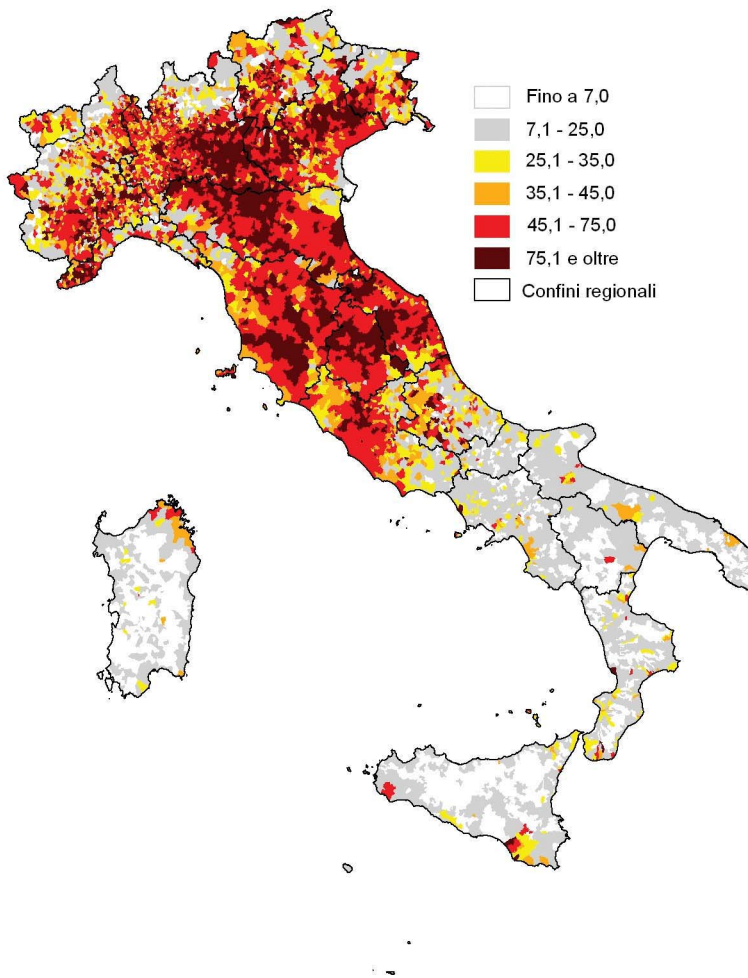 Fino a 7,0
7,1 - 25,0
25,1 - 35,0
35,1 - 45,0
45,1 - 75,0
75,1 e oltre
Confini regionali